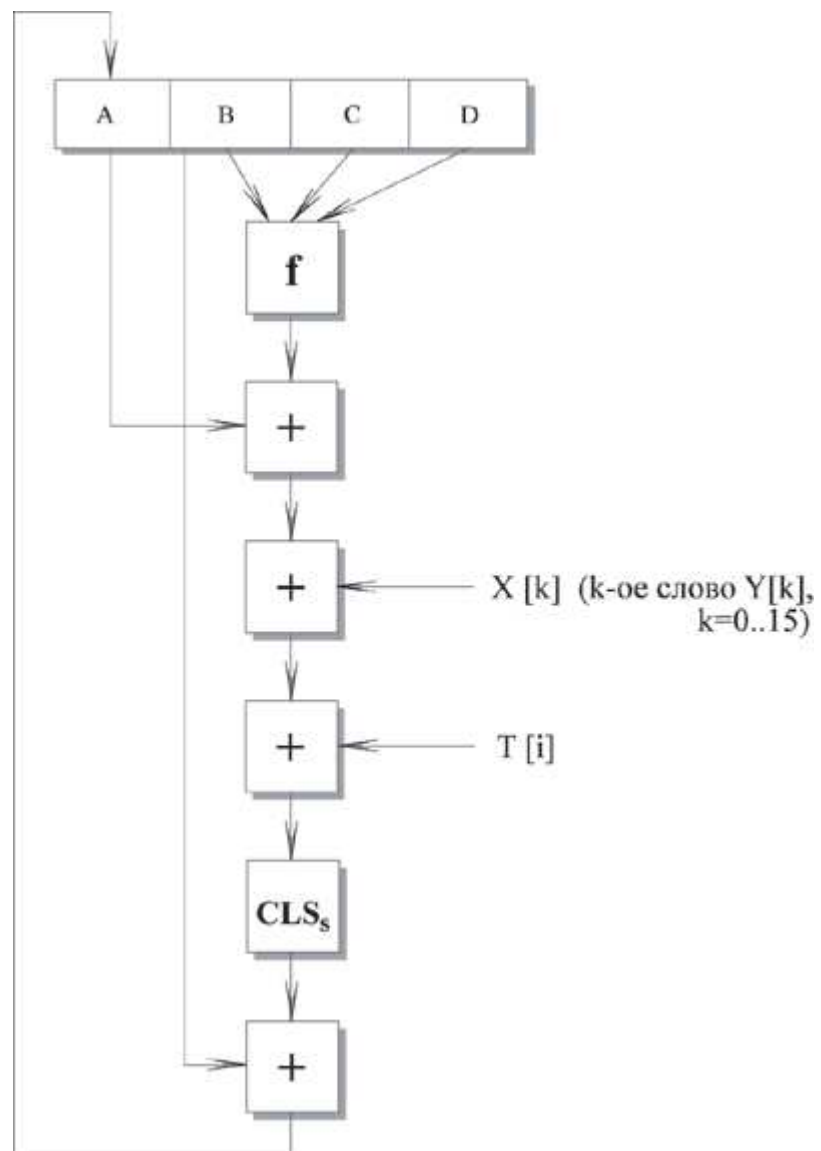 A B C D
f
+
+
X [k] (k-ое слово Y[k],
k=0..15)
+
T [i]
CLSs
+